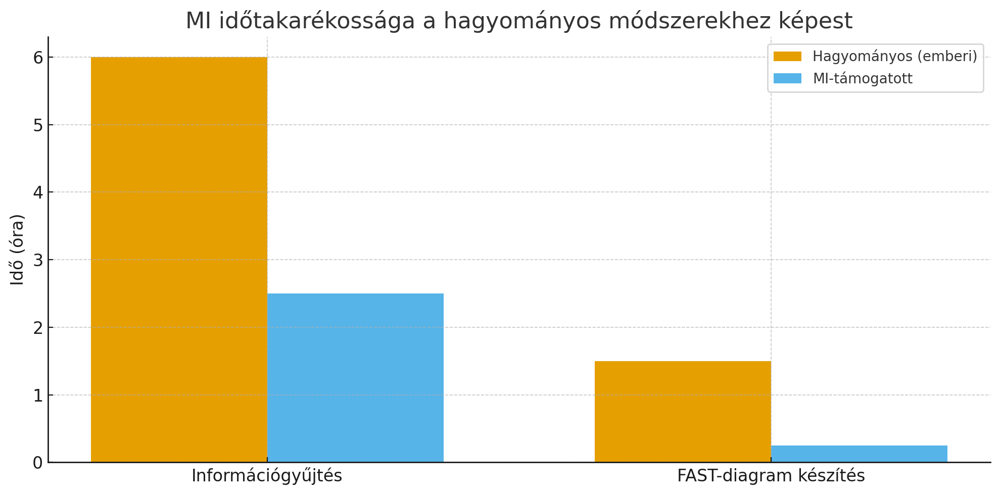 MI időtakarékossága a hagyományos módszerekhez képest
Hagyományos (emberi)
MI-támogatott
Idő (óra)
6
5
4
3
2
1
0
Információgyűjtés
FAST-diagram készítés